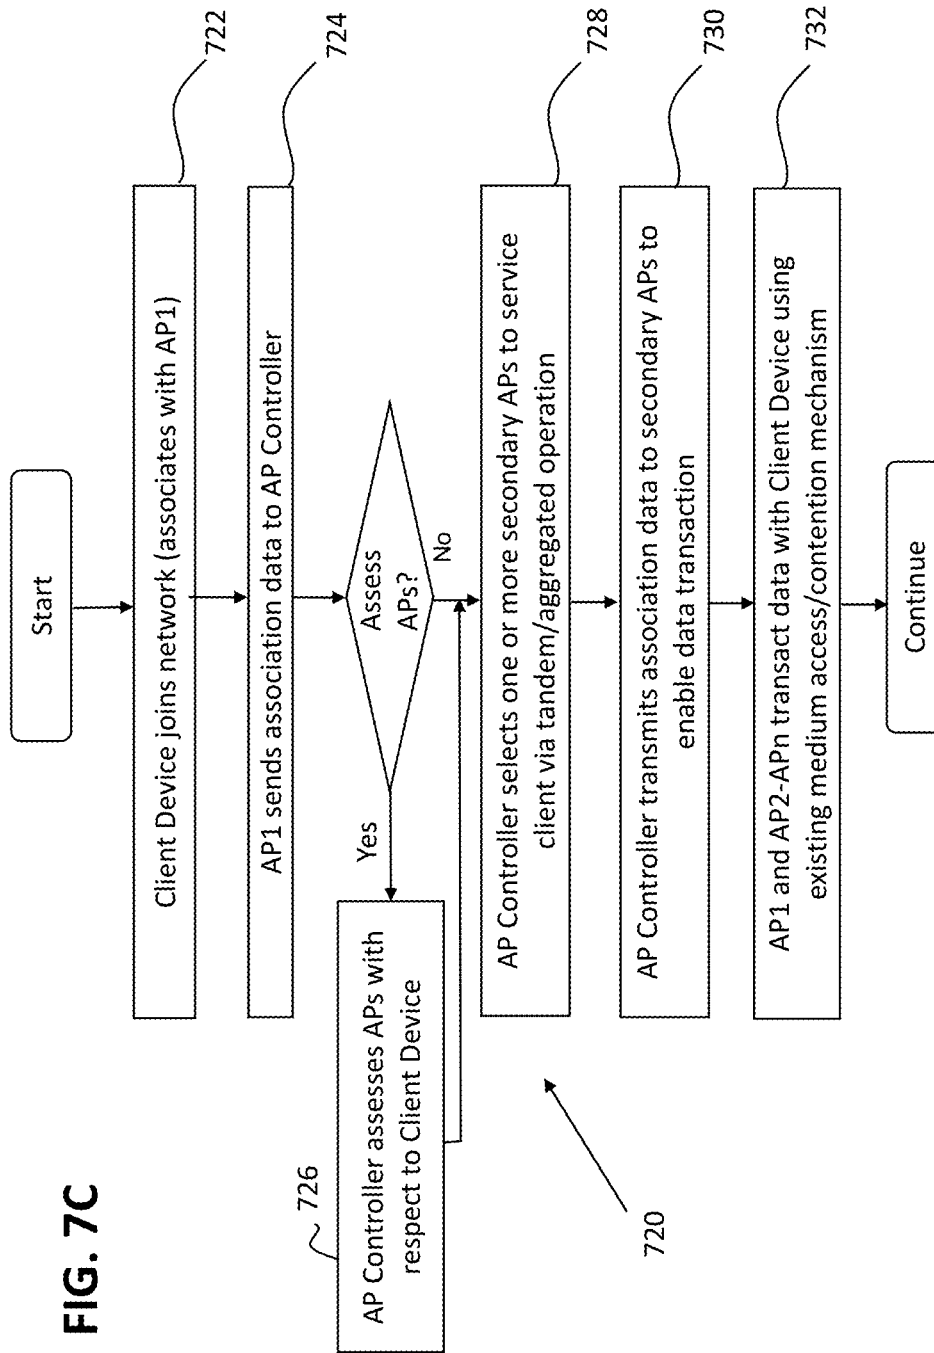 FIG. 7C
Start
Client Device joins network (associates with AP1)
722
AP1 sends association data to AP Controller
724
Assess
APs?
Yes
No
726
AP Controller assesses APs with
respect to Client Device
AP Controller selects one or more secondary APs to service
client via tandem/aggregated operation
728
AP Controller transmits association data to secondary APs to
enable data transaction
730
AP1 and AP2-APn transact data with Client Device using
existing medium access/contention mechanism
732
Continue
720